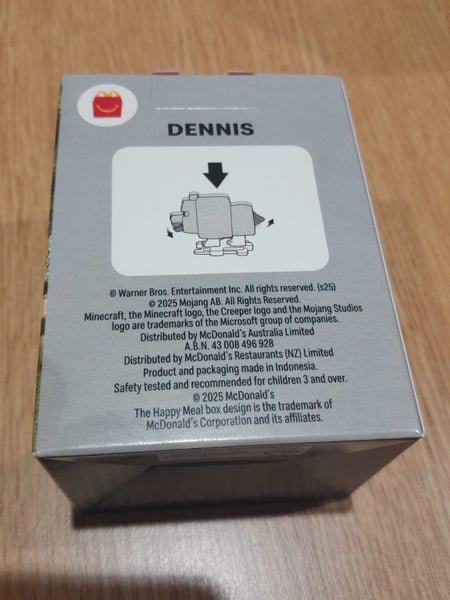 DENNIS
© Warner Bros. Entertainment Inc. All rights reserved. (s25)
© 2025 Mojang AB. All Rights Reserved.
Minecraft, the Minecraft logo, the Creeper logo and the Mojang Studios
logo are trademarks of the Microsoft group of companies.
Distributed by McDonald's Australia Limited
A.B.N. 43 008 496 928
Distributed by McDonald's Restaurants (NZ) Limited
Product and packaging made in Indonesia.
Safety tested and recommended for children 3 and over.
© 2025 McDonald's
The Happy Meal box design is the trademark of
McDonald's Corporation and its affiliates.